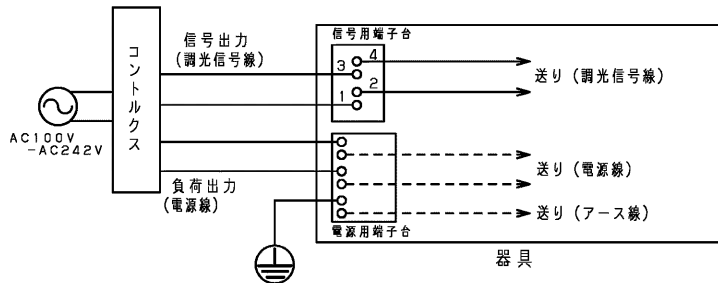 信号用端子台
信号出力
(調光信号線)
コントルクス
3
4
送り(調光信号線)
1
2
AC100V
-AC242V
送り(電源線)
負荷出力
(電源線)
送り(アース線)
電源用端子台
器具